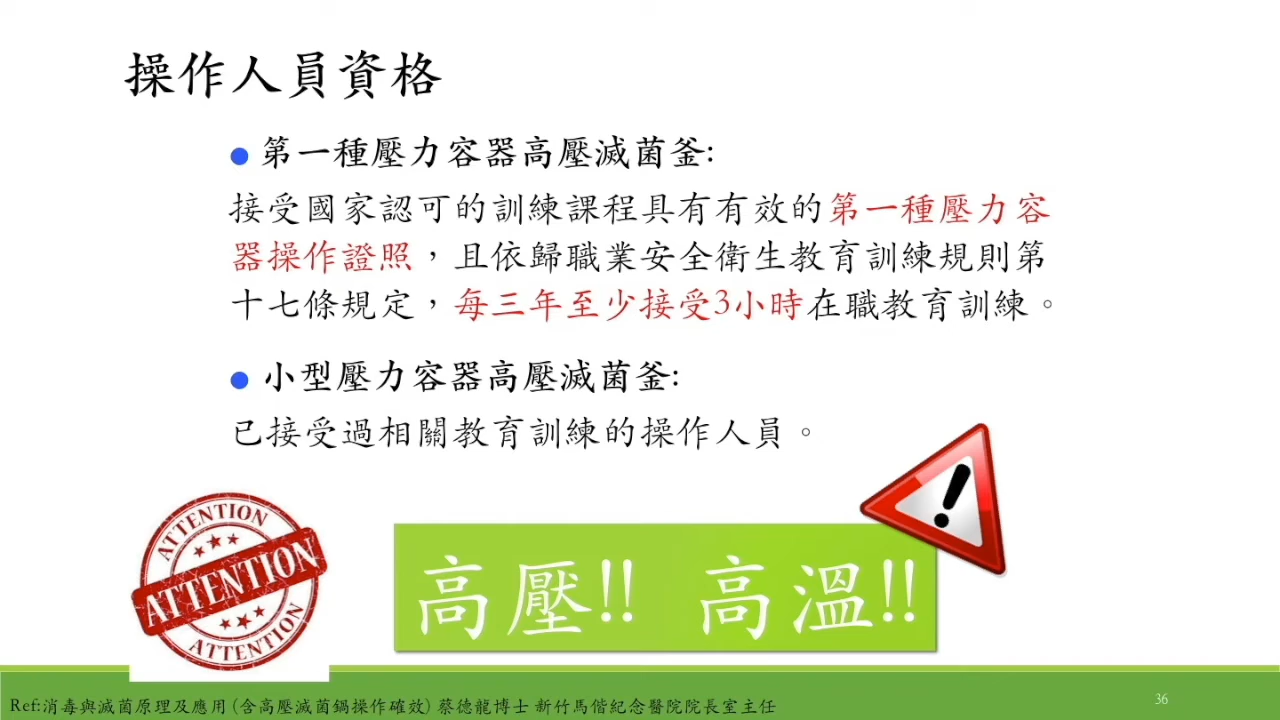 操作人員資格
第一種壓力容器高壓滅菌釜:
接受國家認可的訓練課程具有有效的第一種壓力容
器操作證照，且依歸職業安全衛生教育訓練規則第
十七條規定，每三年至少接受3小時在職教育訓練。
小型壓力容器高壓滅菌釜:
已接受過相關教育訓練的操作人員。
ATTENTION
ATTENTION
ATTENTION
高壓!! 高溫!!
Ref:消毒與滅菌原理及應用(含高壓滅菌鍋操作確效) 蔡德龍博士 新竹馬偕紀念醫院院長室主任
36